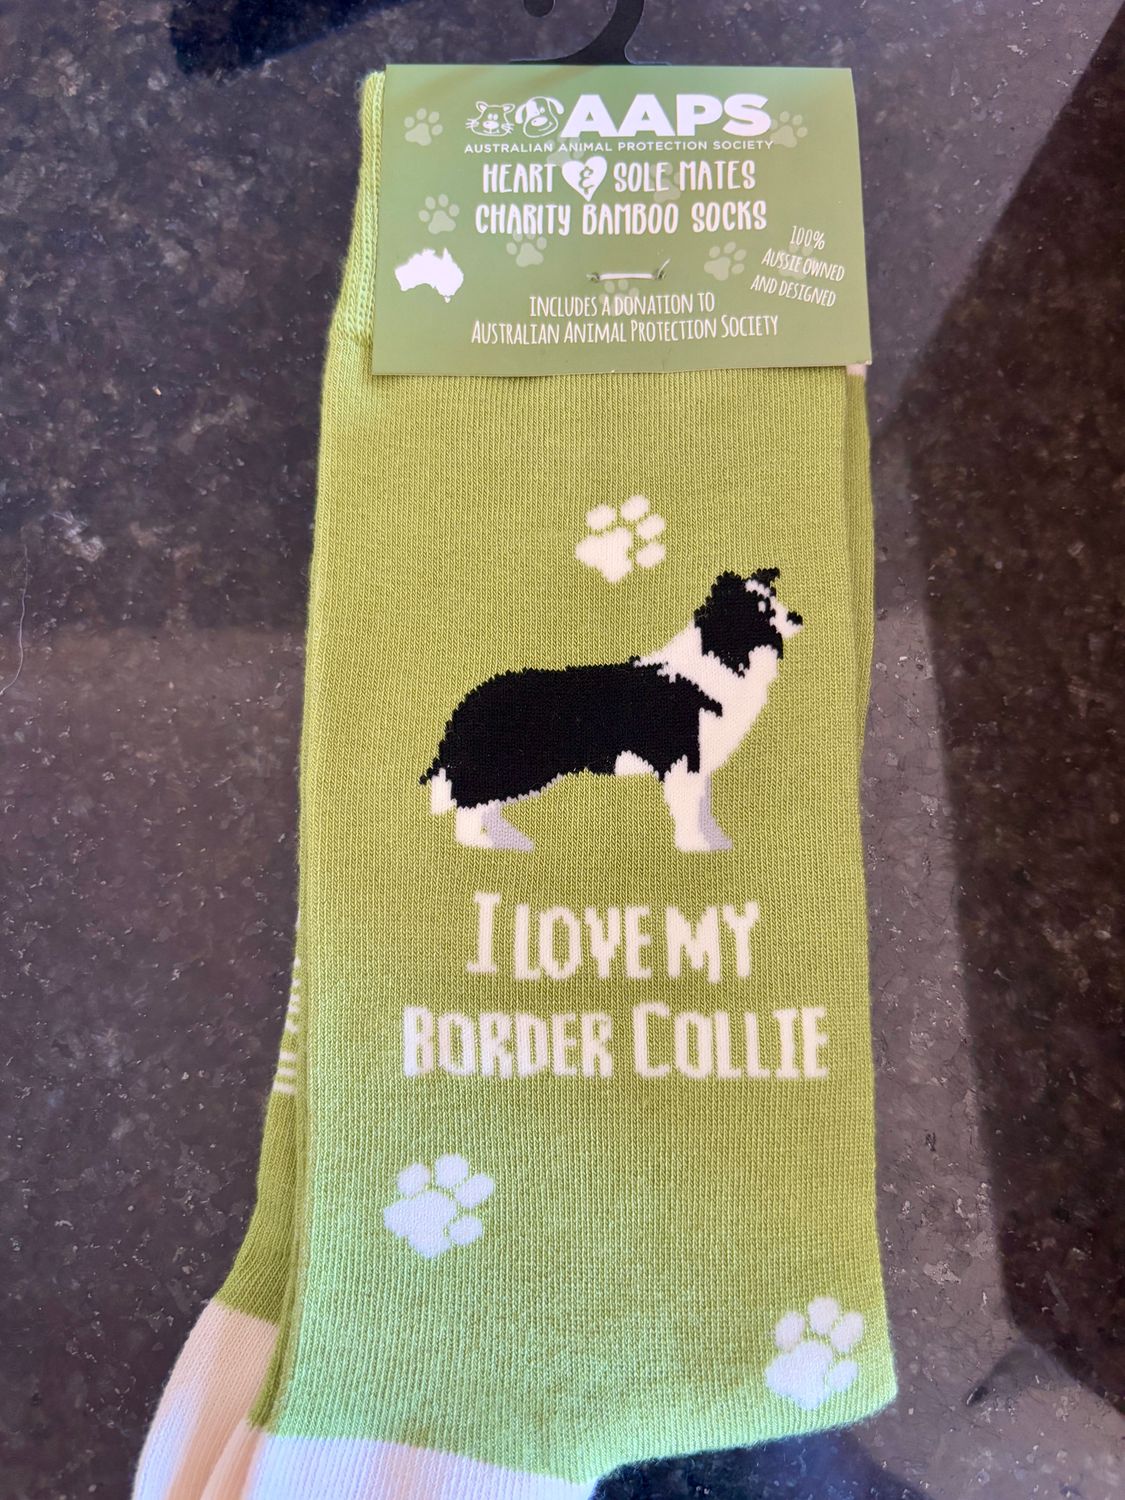 AAPS
AUSTRALIAN ANIMAL PROTECTION SOCIETY
HEART & SOLE MATES
CHARITY BAMBOO SOCKS
100%
AUSSIE OWNED
AND DESIGNED
INCLUDES A DONATION TO
AUSTRALIAN ANIMAL PROTECTION SOCIETY
I LOVE MY
BORDER COLLIE